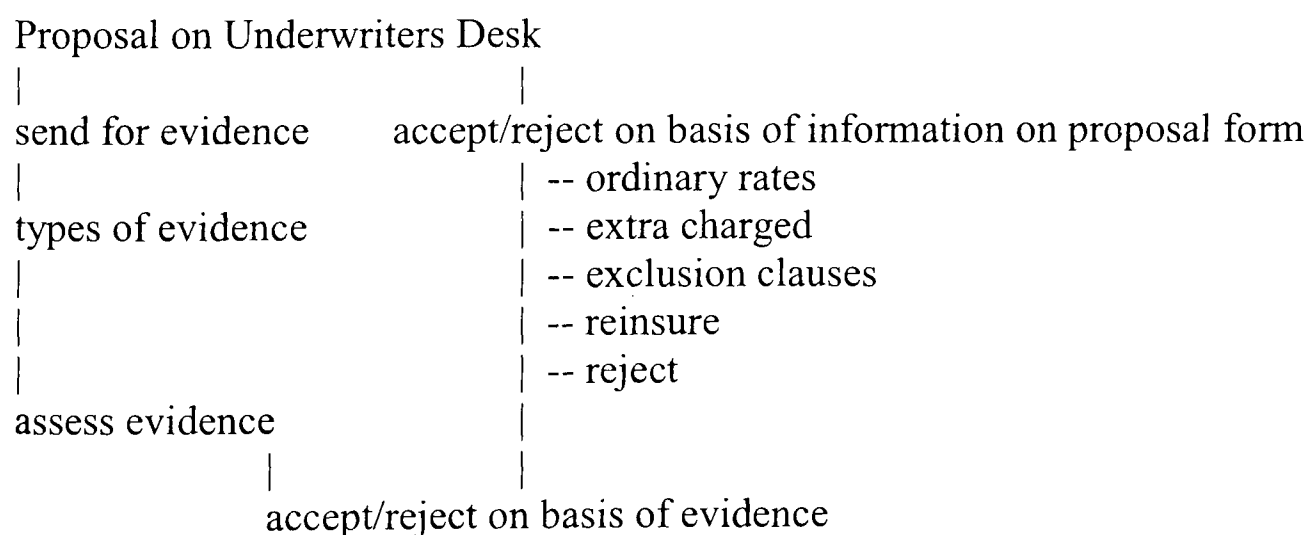 Proposal on Underwriters Desk
send for evidence accept/reject on basis of information on proposal form
-- ordinary rates
types of evidence -- extra charged
-- exclusion clauses
-- reinsure
-- reject
assess evidence
accept/reject on basis of evidence